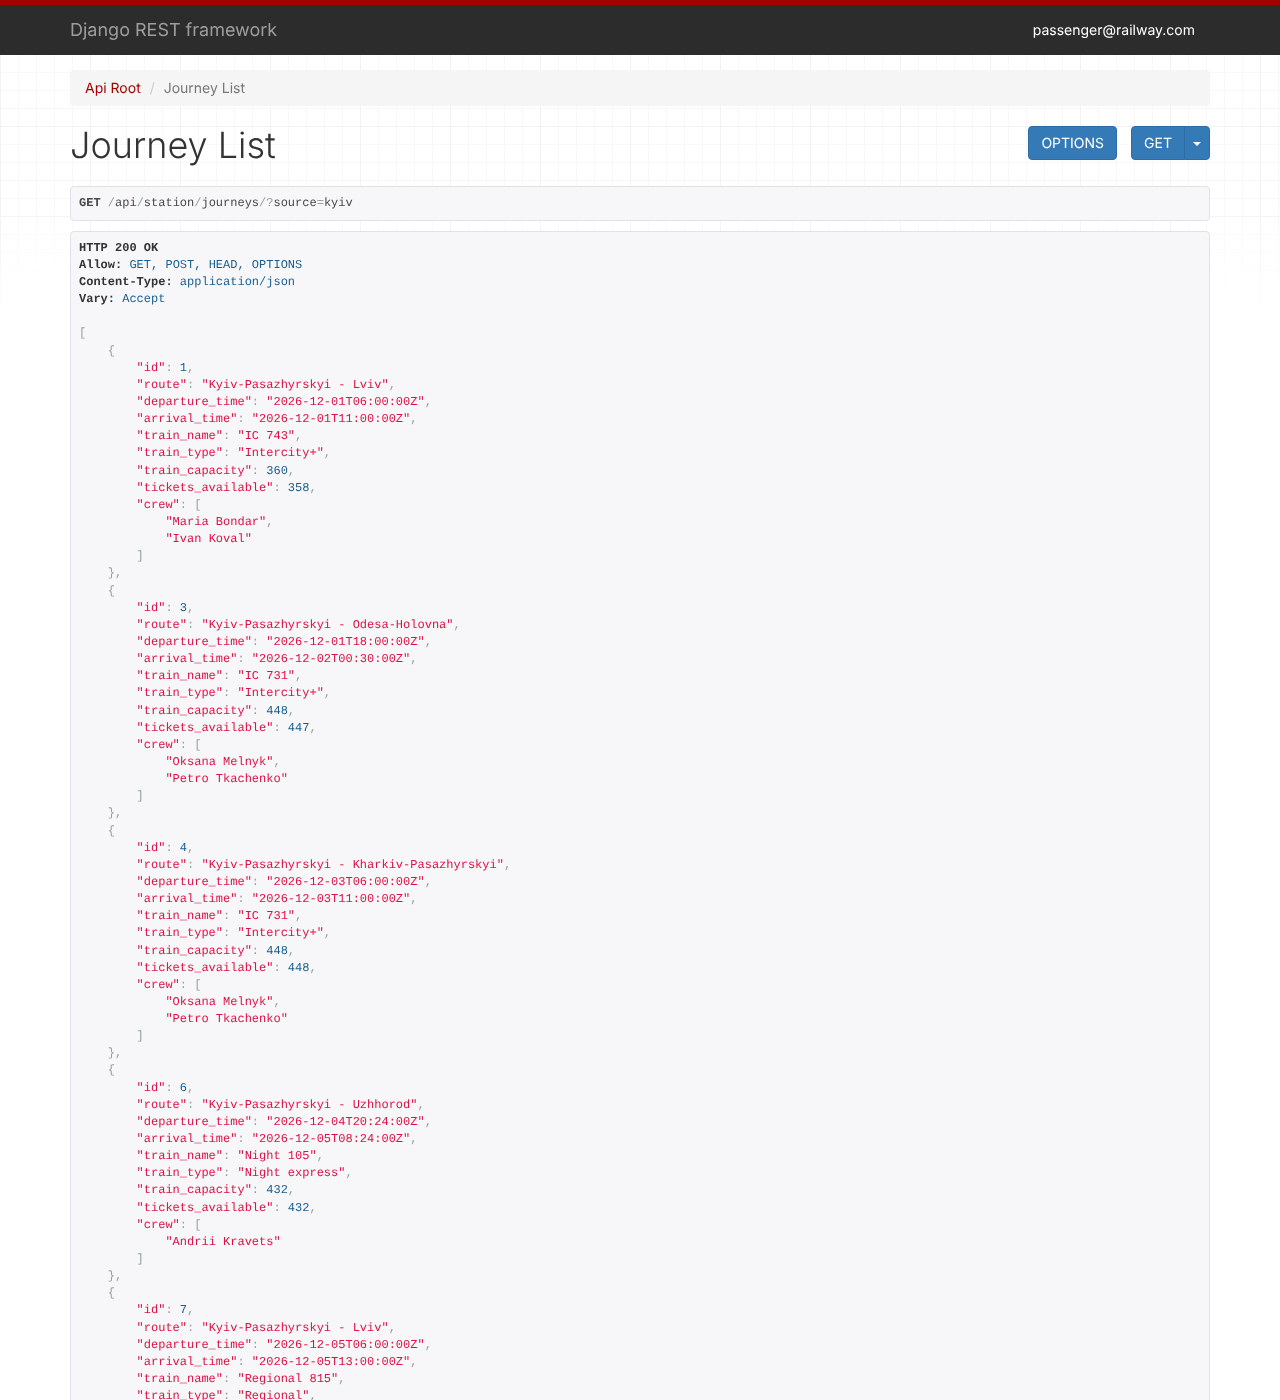 Django REST framework
passenger@railway.com
Api Root / Journey List
Journey List
OPTIONS
GET
GET /api/station/journeys/?source=kyiv
HTTP 200 OK
Allow: GET, POST, HEAD, OPTIONS
Content-Type: application/json
Vary: Accept
[
    {
        "id": 1,
        "route": "Kyiv-Pasazhyrskyi - Lviv",
        "departure_time": "2026-12-01T06:00:00Z",
        "arrival_time": "2026-12-01T11:00:00Z",
        "train_name": "IC 743",
        "train_type": "Intercity+",
        "train_capacity": 360,
        "tickets_available": 358,
        "crew": [
            "Maria Bondar",
            "Ivan Koval"
        ]
    },
    {
        "id": 3,
        "route": "Kyiv-Pasazhyrskyi - Odesa-Holovna",
        "departure_time": "2026-12-01T18:00:00Z",
        "arrival_time": "2026-12-02T00:30:00Z",
        "train_name": "IC 731",
        "train_type": "Intercity+",
        "train_capacity": 448,
        "tickets_available": 447,
        "crew": [
            "Oksana Melnyk",
            "Petro Tkachenko"
        ]
    },
    {
        "id": 4,
        "route": "Kyiv-Pasazhyrskyi - Kharkiv-Pasazhyrskyi",
        "departure_time": "2026-12-03T06:00:00Z",
        "arrival_time": "2026-12-03T11:00:00Z",
        "train_name": "IC 731",
        "train_type": "Intercity+",
        "train_capacity": 448,
        "tickets_available": 448,
        "crew": [
            "Oksana Melnyk",
            "Petro Tkachenko"
        ]
    },
    {
        "id": 6,
        "route": "Kyiv-Pasazhyrskyi - Uzhhorod",
        "departure_time": "2026-12-04T20:24:00Z",
        "arrival_time": "2026-12-05T08:24:00Z",
        "train_name": "Night 105",
        "train_type": "Night express",
        "train_capacity": 432,
        "tickets_available": 432,
        "crew": [
            "Andrii Kravets"
        ]
    },
    {
        "id": 7,
        "route": "Kyiv-Pasazhyrskyi - Lviv",
        "departure_time": "2026-12-05T06:00:00Z",
        "arrival_time": "2026-12-05T13:00:00Z",
        "train_name": "Regional 815",
        "train_type": "Regional",